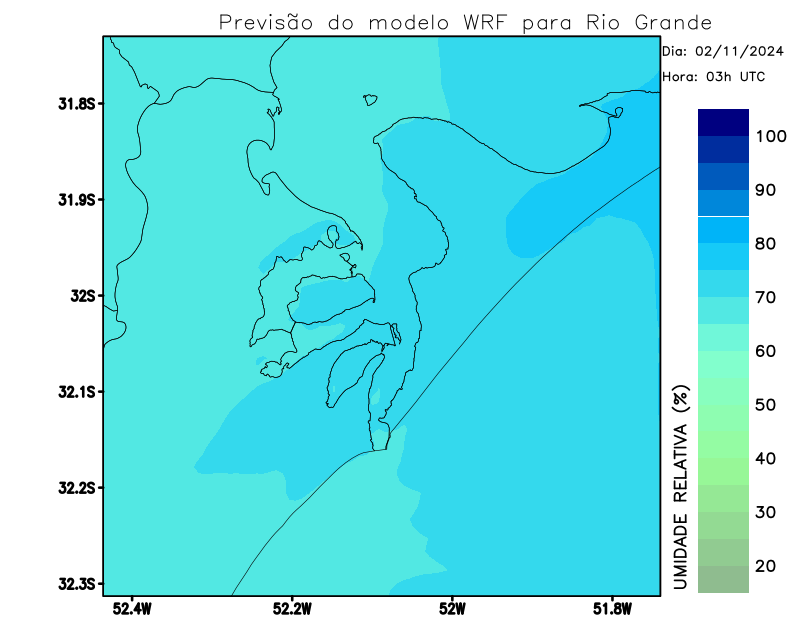 Previsão do modelo WRF para Rio Grande
Dia: 02/11/2024
Hora: 03h UTC
31.8S
31.9S
32S
32.1S
32.2S
32.3S
52.4W
52.2W
52W
51.8W
100
90
80
70
60
50
40
30
20
UMIDADE RELATIVA (%)